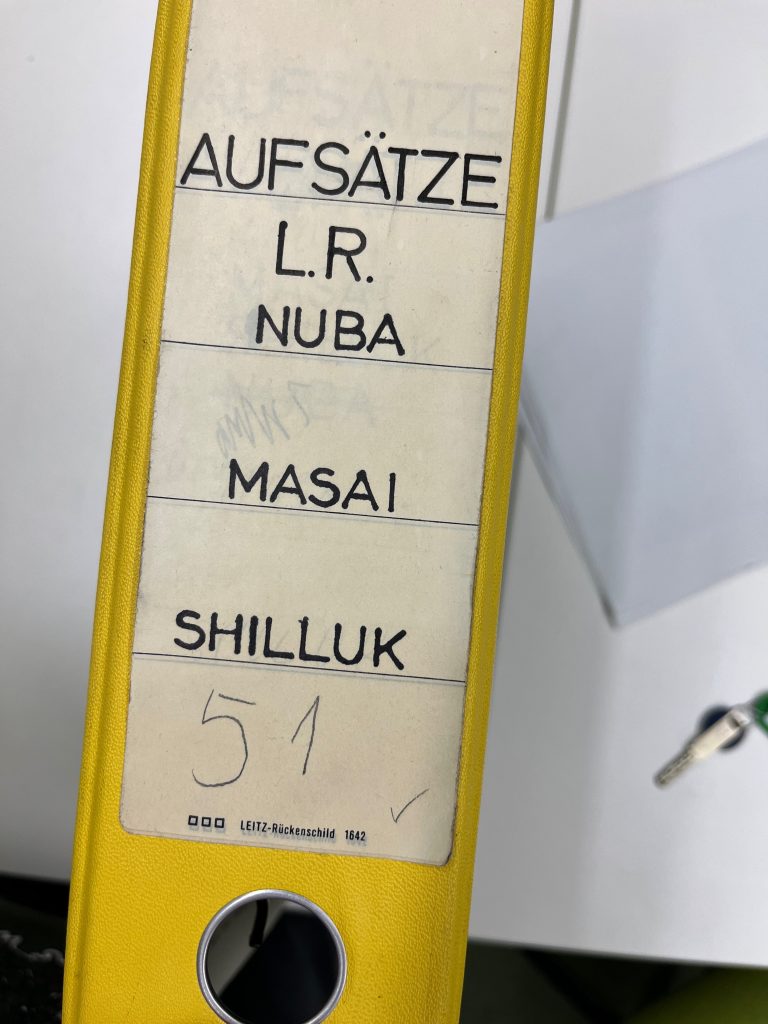 AUFSÄTZE
L.R.
NUBA
MASAI
SHILLUK
51
LEITZ-Rückenschild 1642